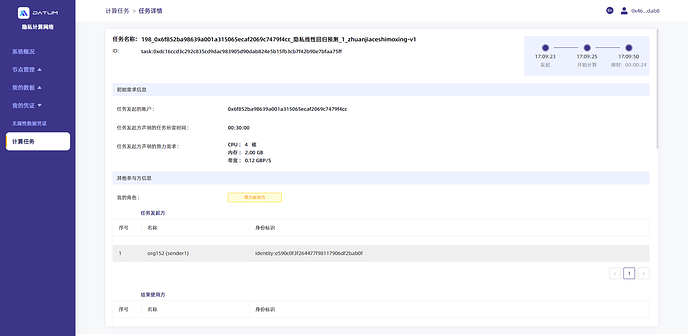 DATUM
隐私计算网络
系统概况
节点管理
我的数据
我的凭证
无属性数据凭证
计算任务
计算任务 > 任务详情
0x46...dab8
任务名称: 198_0x6f852ba98639a001a315065ecaf2069c7479f4cc_隐私线性回归预测_1_zhuanjiaceshimoxing-v1
ID: task:0xdc16ccd3c292c835cd9dac983905d90dab824e5b15fb3cb7f42b90e7bfaa75ff
17:09:23 17:09:25 17:09:50
发起 开始计算 用时: 00:00:24
初始需求信息
任务发起的账户: 0x6f852ba98639a001a315065ecaf2069c7479f4cc
任务发起方声明的任务所需时间: 00:30:00
任务发起方声明的算力需求: CPU: 4 核
内存: 2.00 GB
带宽: 0.12 GBP/S
其他参与方信息
我的角色:
任务发起方
序号 名称 身份标识
1 org152 (sender1) identity:e590c0f3f264477f98117906df2bab0f
1
结果使用方
序号 名称 身份标识